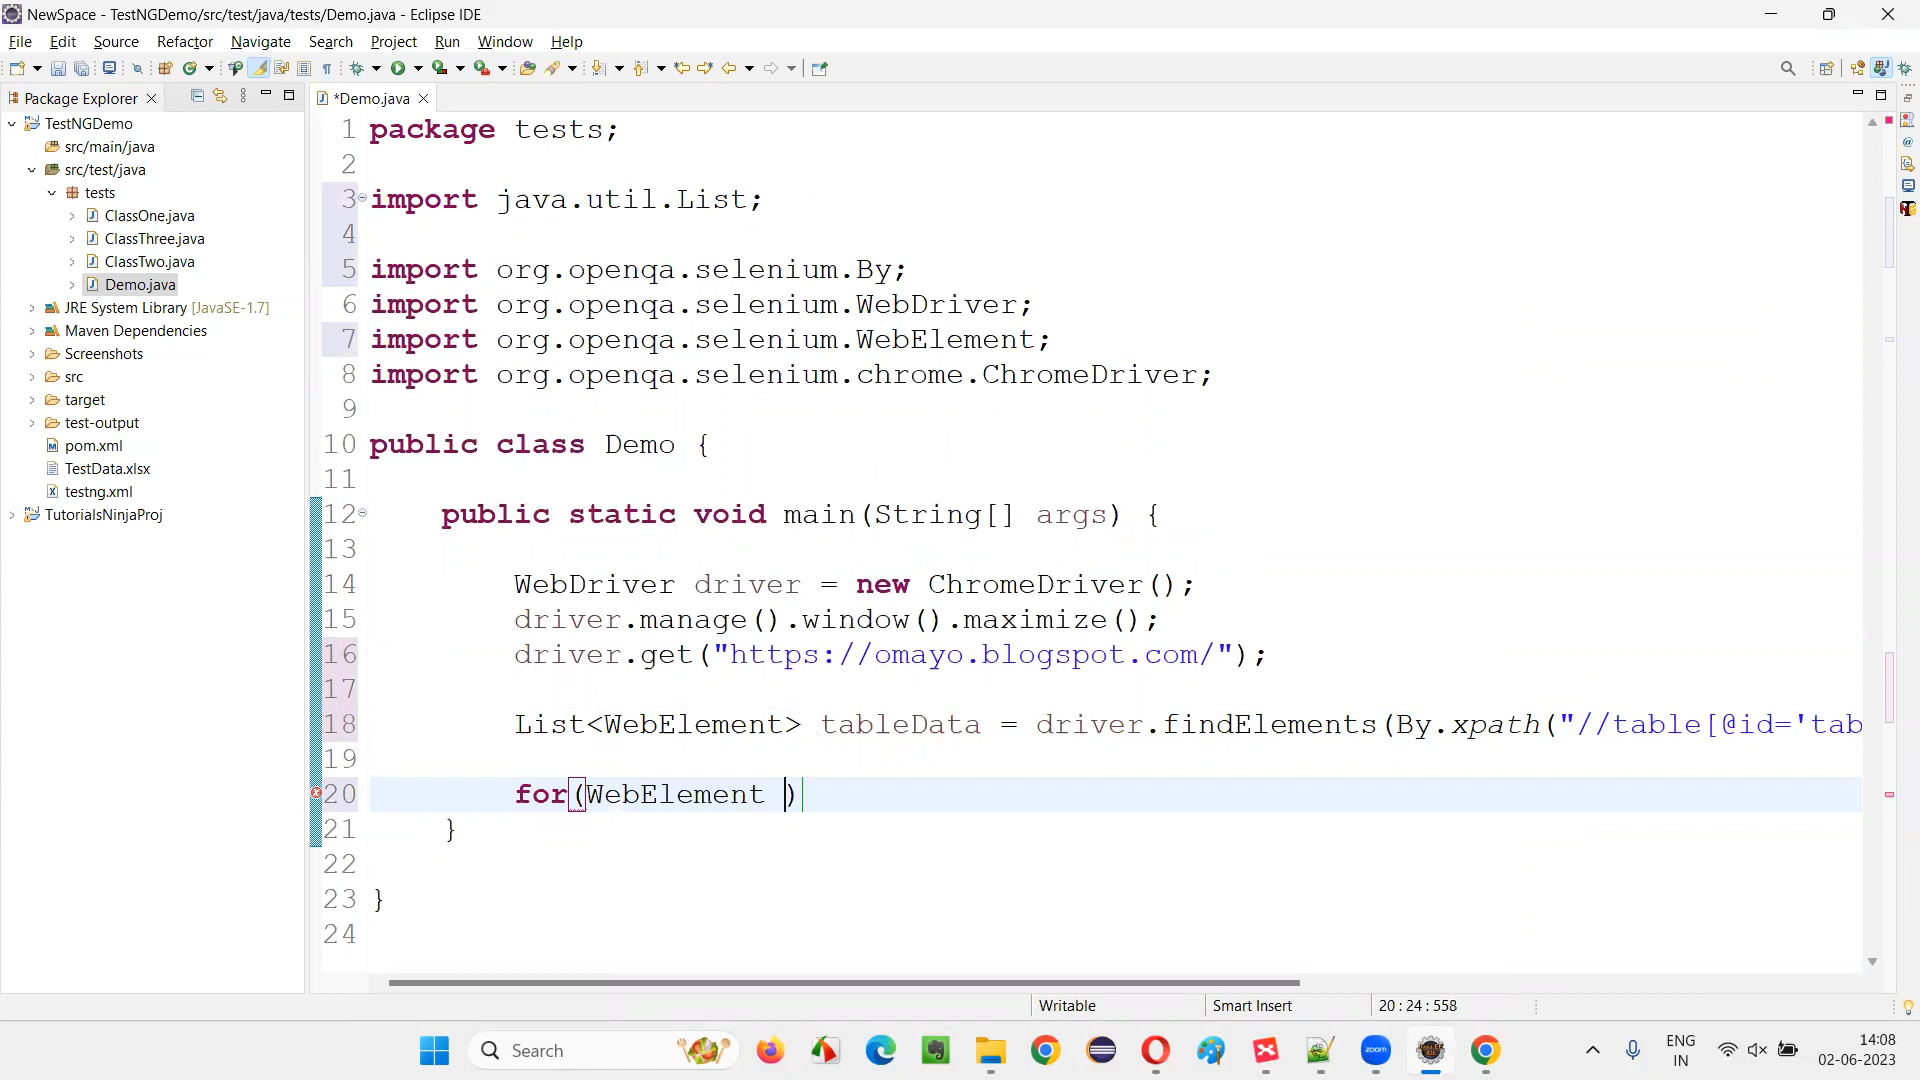 NewSpace - TestNGDemo/src/test/java/tests/Demo.java - Eclipse IDE
File Edit Source Refactor Navigate Search Project Run Window Help
Package Explorer
*Demo.java
TestNGDemo
src/main/java
src/test/java
tests
ClassOne.java
ClassThree.java
ClassTwo.java
Demo.java
JRE System Library [JavaSE-1.7]
Maven Dependencies
Screenshots
src
target
test-output
pom.xml
TestData.xlsx
testng.xml
TutorialsNinjaProj
1 package tests;
2
3 import java.util.List;
4
5 import org.openqa.selenium.By;
6 import org.openqa.selenium.WebDriver;
7 import org.openqa.selenium.WebElement;
8 import org.openqa.selenium.chrome.ChromeDriver;
9
10 public class Demo {
11
12 public static void main(String[] args) {
13
14 WebDriver driver = new ChromeDriver();
15 driver.manage().window().maximize();
16 driver.get("https://omayo.blogspot.com/");
17
18 List<WebElement> tableData = driver.findElements(By.xpath("//table[@id='tab
19
20 for(WebElement )
21 }
22
23 }
24
Writable Smart Insert 20 : 24 : 558
Search
zoom
ENG
IN
14:08
02-06-2023